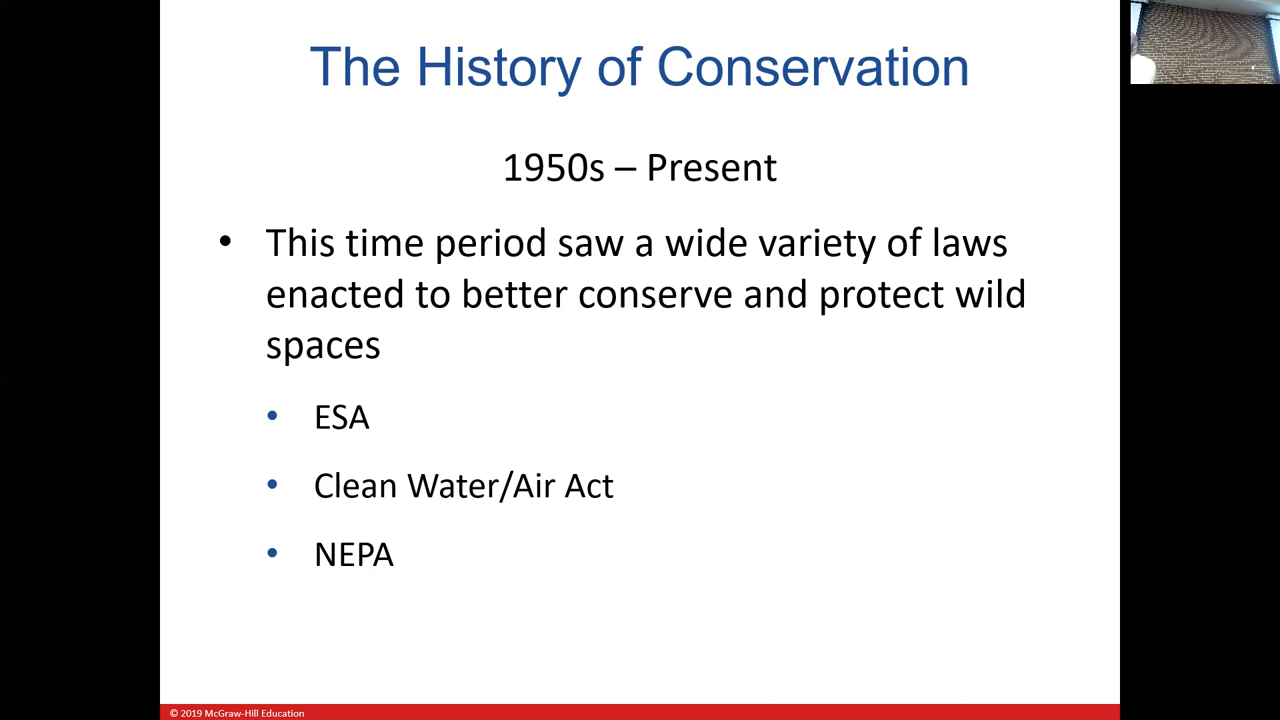 The History of Conservation
1950s – Present
• This time period saw a wide variety of laws
enacted to better conserve and protect wild
spaces
• ESA
• Clean Water/Air Act
• NEPA
© 2019 McGraw-Hill Education